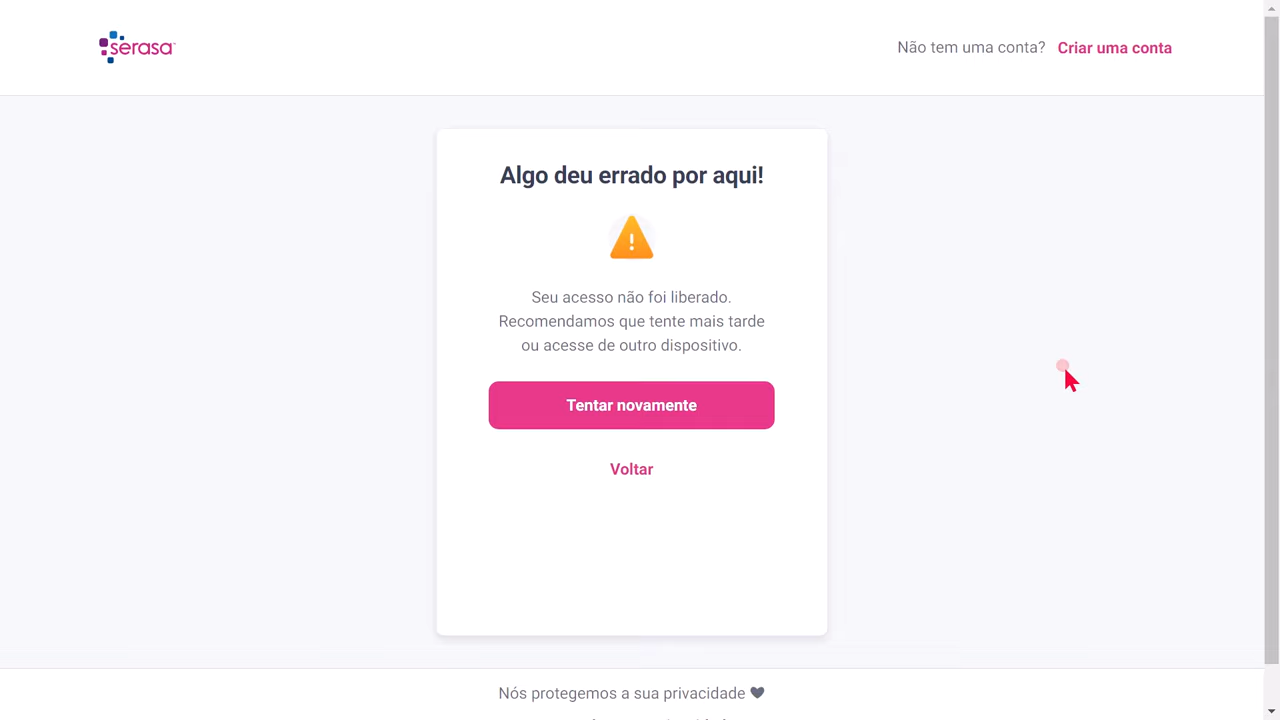 serasa
Não tem uma conta? Criar uma conta
Algo deu errado por aqui!
Seu acesso não foi liberado.
Recomendamos que tente mais tarde
ou acesse de outro dispositivo.
Tentar novamente
Voltar
Nós protegemos a sua privacidade